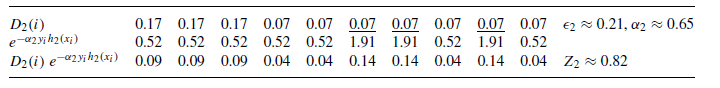 D₂(i) 0.17 0.17 0.17 0.07 0.07 0.07 0.07 0.07 0.07 0.07 ϵ₂ ≈ 0.21, α₂ ≈ 0.65
e^{−α₂yᵢh₂(xᵢ)} 0.52 0.52 0.52 0.52 0.52 1.91 1.91 0.52 1.91 0.52
D₂(i) e^{−α₂yᵢh₂(xᵢ)} 0.09 0.09 0.09 0.04 0.04 0.14 0.14 0.04 0.14 0.04 Z₂ ≈ 0.82